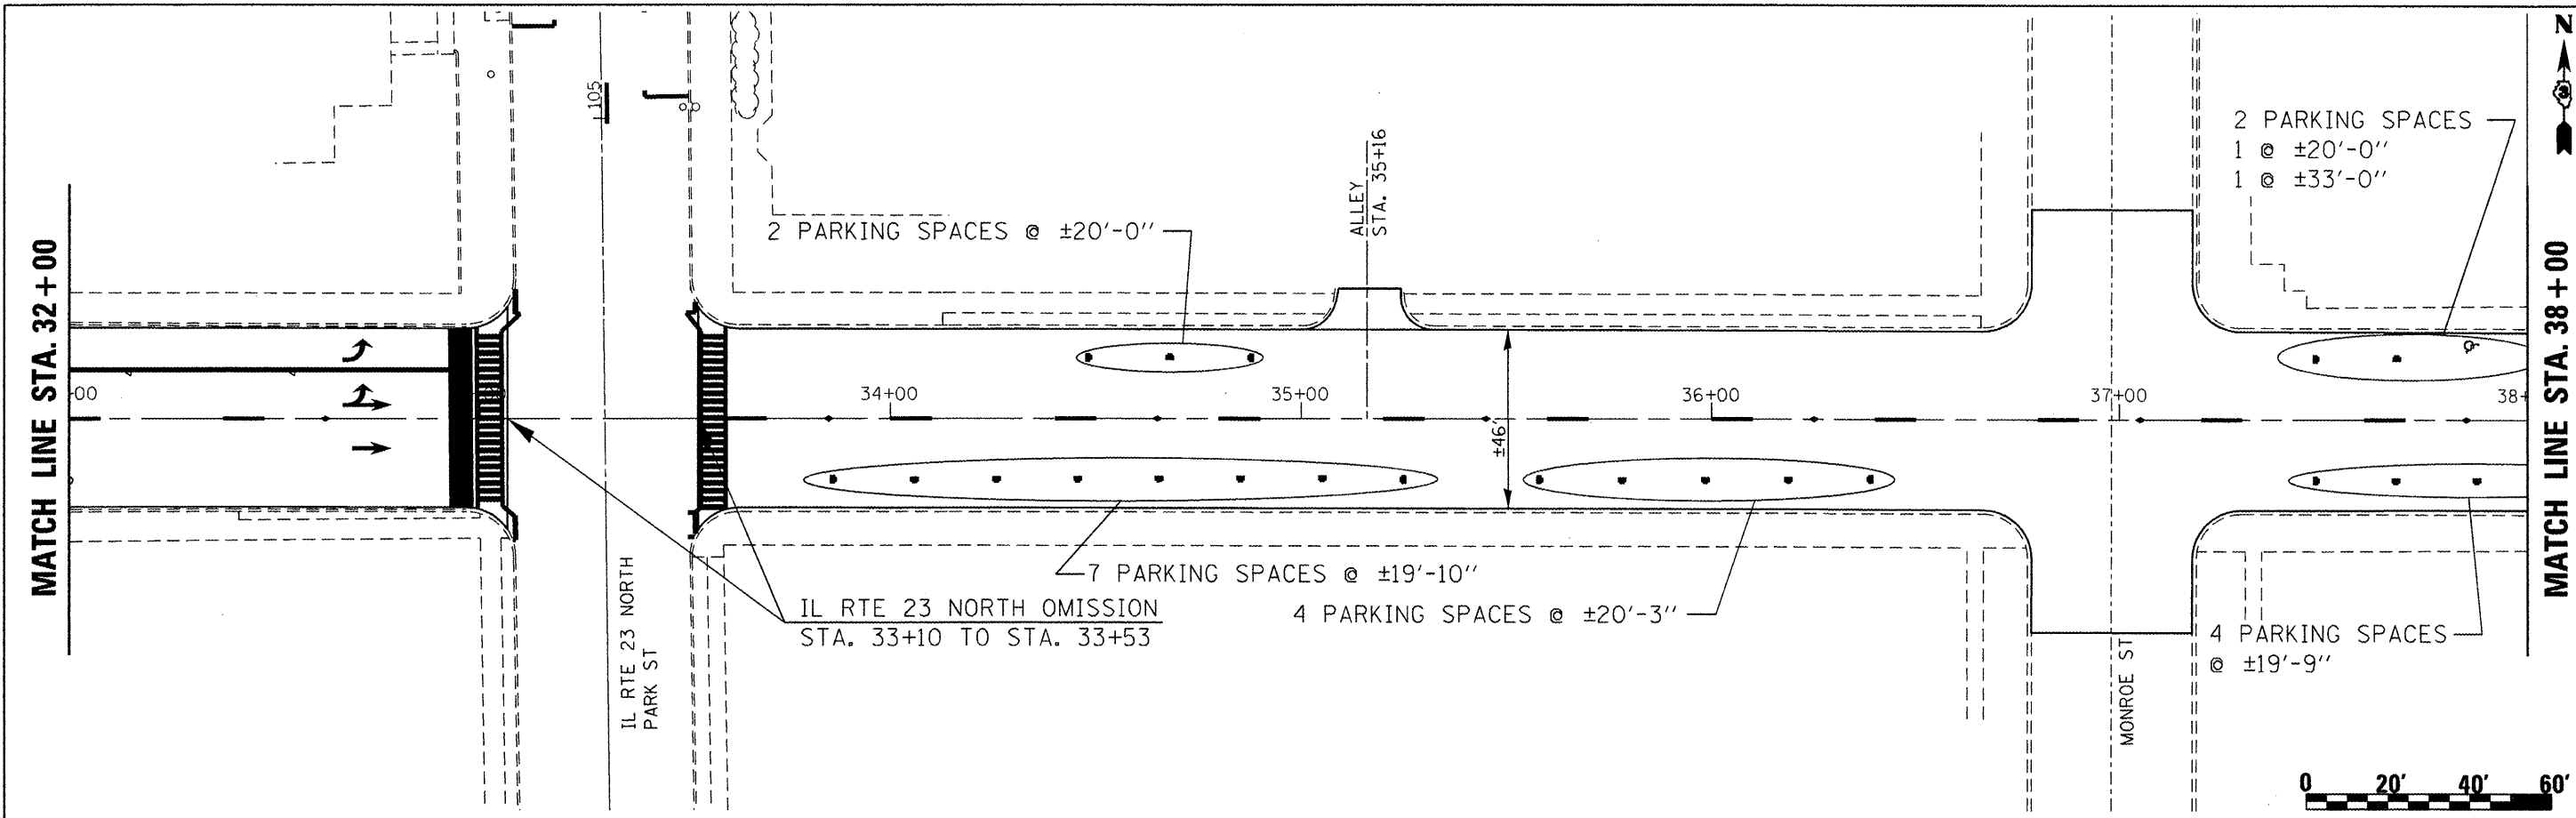 MATCH LINE STA. 32+00
105
N
2 PARKING SPACES
1 @ ±20'-0"
1 @ ±33'-0"
ALLEY
STA. 35+16
2 PARKING SPACES @ ±20'-0"
MATCH LINE STA. 38+00
+00
34+00
35+00
36+00
37+00
38+
±46'
7 PARKING SPACES @ ±19'-10"
IL RTE 23 NORTH OMISSION
STA. 33+10 TO STA. 33+53
4 PARKING SPACES @ ±20'-3"
4 PARKING SPACES
@ ±19'-9"
IL RTE 23 NORTH
PARK ST
MONROE ST
0 20' 40' 60'